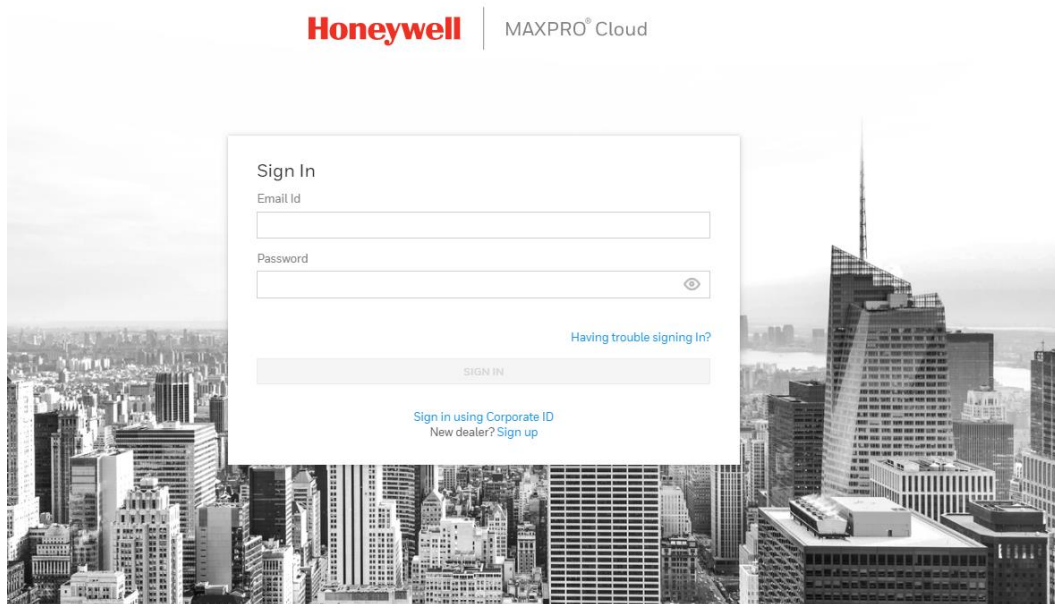 Honeywell MAXPRO® Cloud
Sign In
Email Id
Password
Having trouble signing In?
SIGN IN
Sign in using Corporate ID
New dealer? Sign up